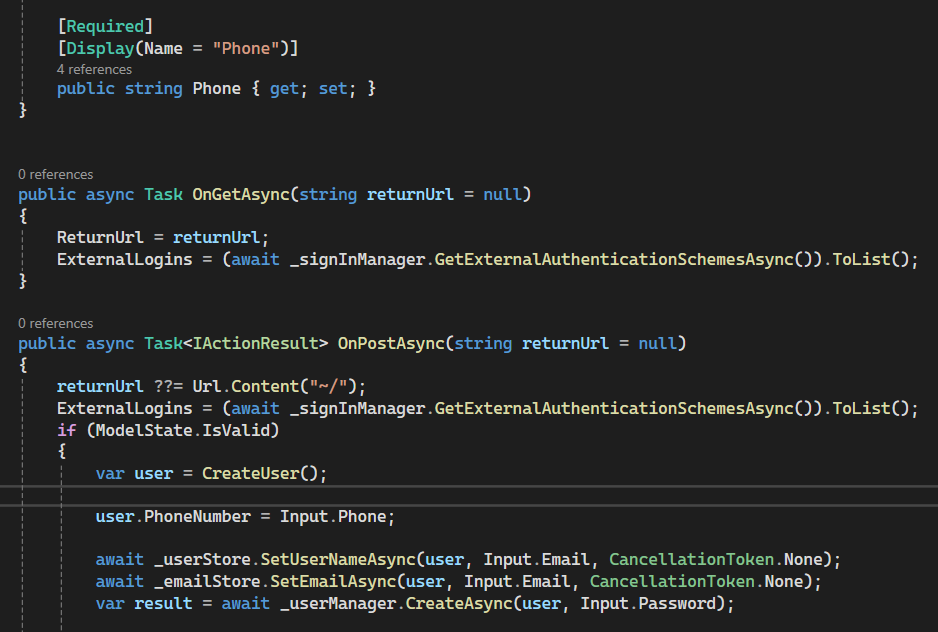 [Required]
[Display(Name = "Phone")]
4 references
public string Phone { get; set; }
}
0 references
public async Task OnGetAsync(string returnUrl = null)
{
ReturnUrl = returnUrl;
ExternalLogins = (await _signInManager.GetExternalAuthenticationSchemesAsync()).ToList();
}
0 references
public async Task<IActionResult> OnPostAsync(string returnUrl = null)
{
returnUrl ??= Url.Content("~/");
ExternalLogins = (await _signInManager.GetExternalAuthenticationSchemesAsync()).ToList();
if (ModelState.IsValid)
{
var user = CreateUser();
user.PhoneNumber = Input.Phone;
await _userStore.SetUserNameAsync(user, Input.Email, CancellationToken.None);
await _emailStore.SetEmailAsync(user, Input.Email, CancellationToken.None);
var result = await _userManager.CreateAsync(user, Input.Password);